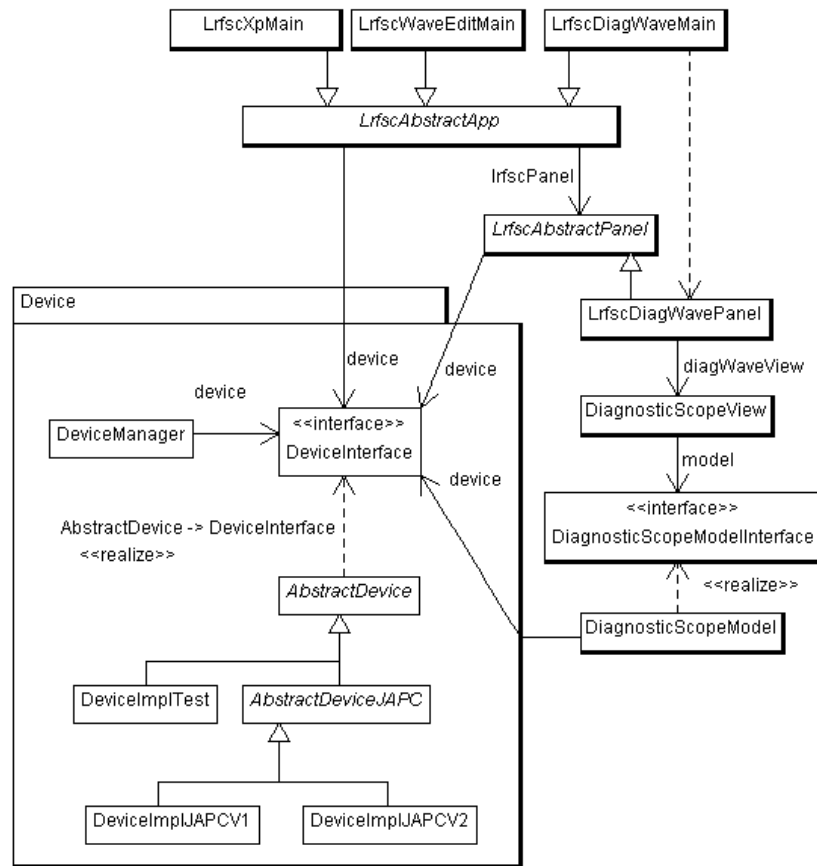 LrfscXpMain
LrfscWaveEditMain
LrfscDiagWaveMain
LrfscAbstractApp
lrfscPanel
LrfscAbstractPanel
Device
LrfscDiagWavePanel
device
device
diagWaveView
device
DeviceManager
<<interface>>
DeviceInterface
DiagnosticScopeView
model
device
<<interface>>
DiagnosticScopeModelInterface
AbstractDevice -> DeviceInterface
<<realize>>
<<realize>>
AbstractDevice
DiagnosticScopeModel
DeviceImplTest
AbstractDeviceJAPC
DeviceImplJAPCV1
DeviceImplJAPCV2